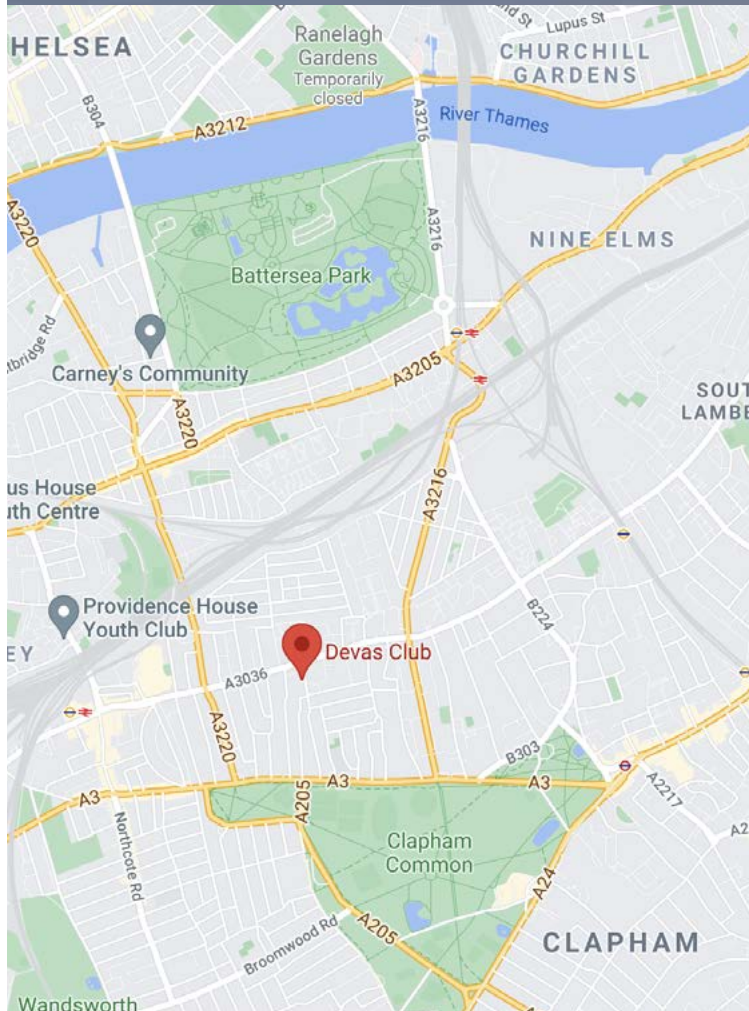 Lupus St
Ranelagh
Gardens
Temporarily
closed
HELSEA
CHURCHILL
GARDENS
B304
A3212
A3216
River Thames
A3220
A3216
NINE ELMS
Battersea Park
Carney's Community
A3205
A3220
SOUT
LAMBE
us House
uth Centre
A3216
Providence House
Youth Club
EY
B224
Devas Club
A3036
A3220
B303
A3
A3
A3
A205
A2217
Northcote Rd
Clapham
Common
A24
A205
Broomwood Rd
CLAPHAM
Wandsworth